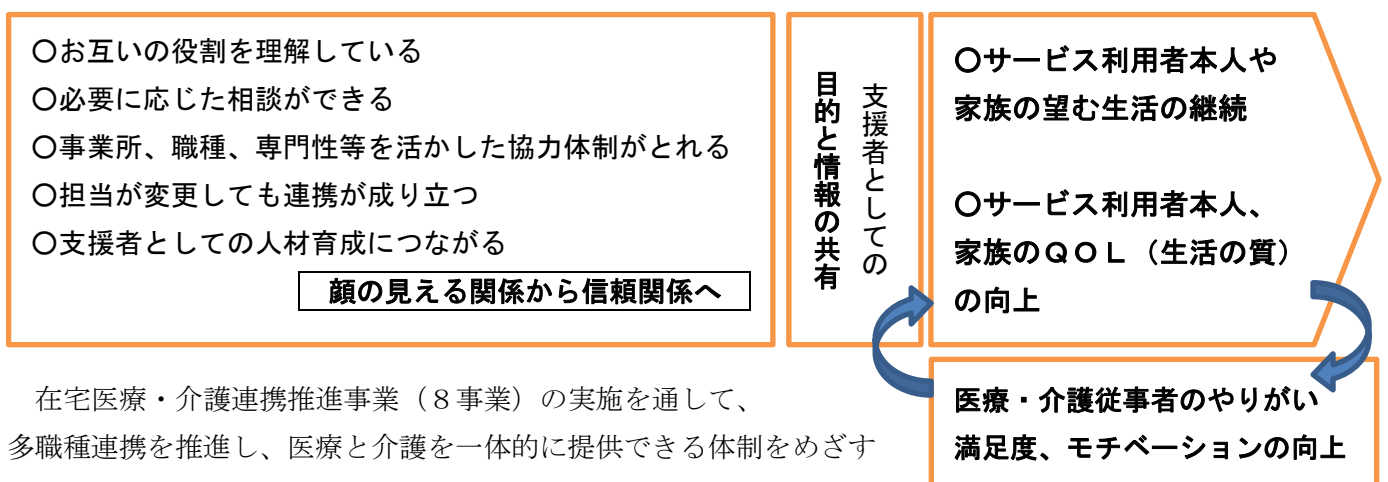 〇お互いの役割を理解している
〇必要に応じた相談ができる
〇事業所、職種、専門性等を活かした協力体制がとれる
〇担当が変更しても連携が成り立つ
〇支援者としての人材育成につながる
顔の見える関係から信頼関係へ
支援者としての
目的と情報の共有
〇サービス利用者本人や
家族の望む生活の継続
〇サービス利用者本人、
家族のＱＯＬ（生活の質）
の向上
医療・介護従事者のやりがい
満足度、モチベーションの向上
在宅医療・介護連携推進事業（８事業）の実施を通して、
多職種連携を推進し、医療と介護を一体的に提供できる体制をめざす